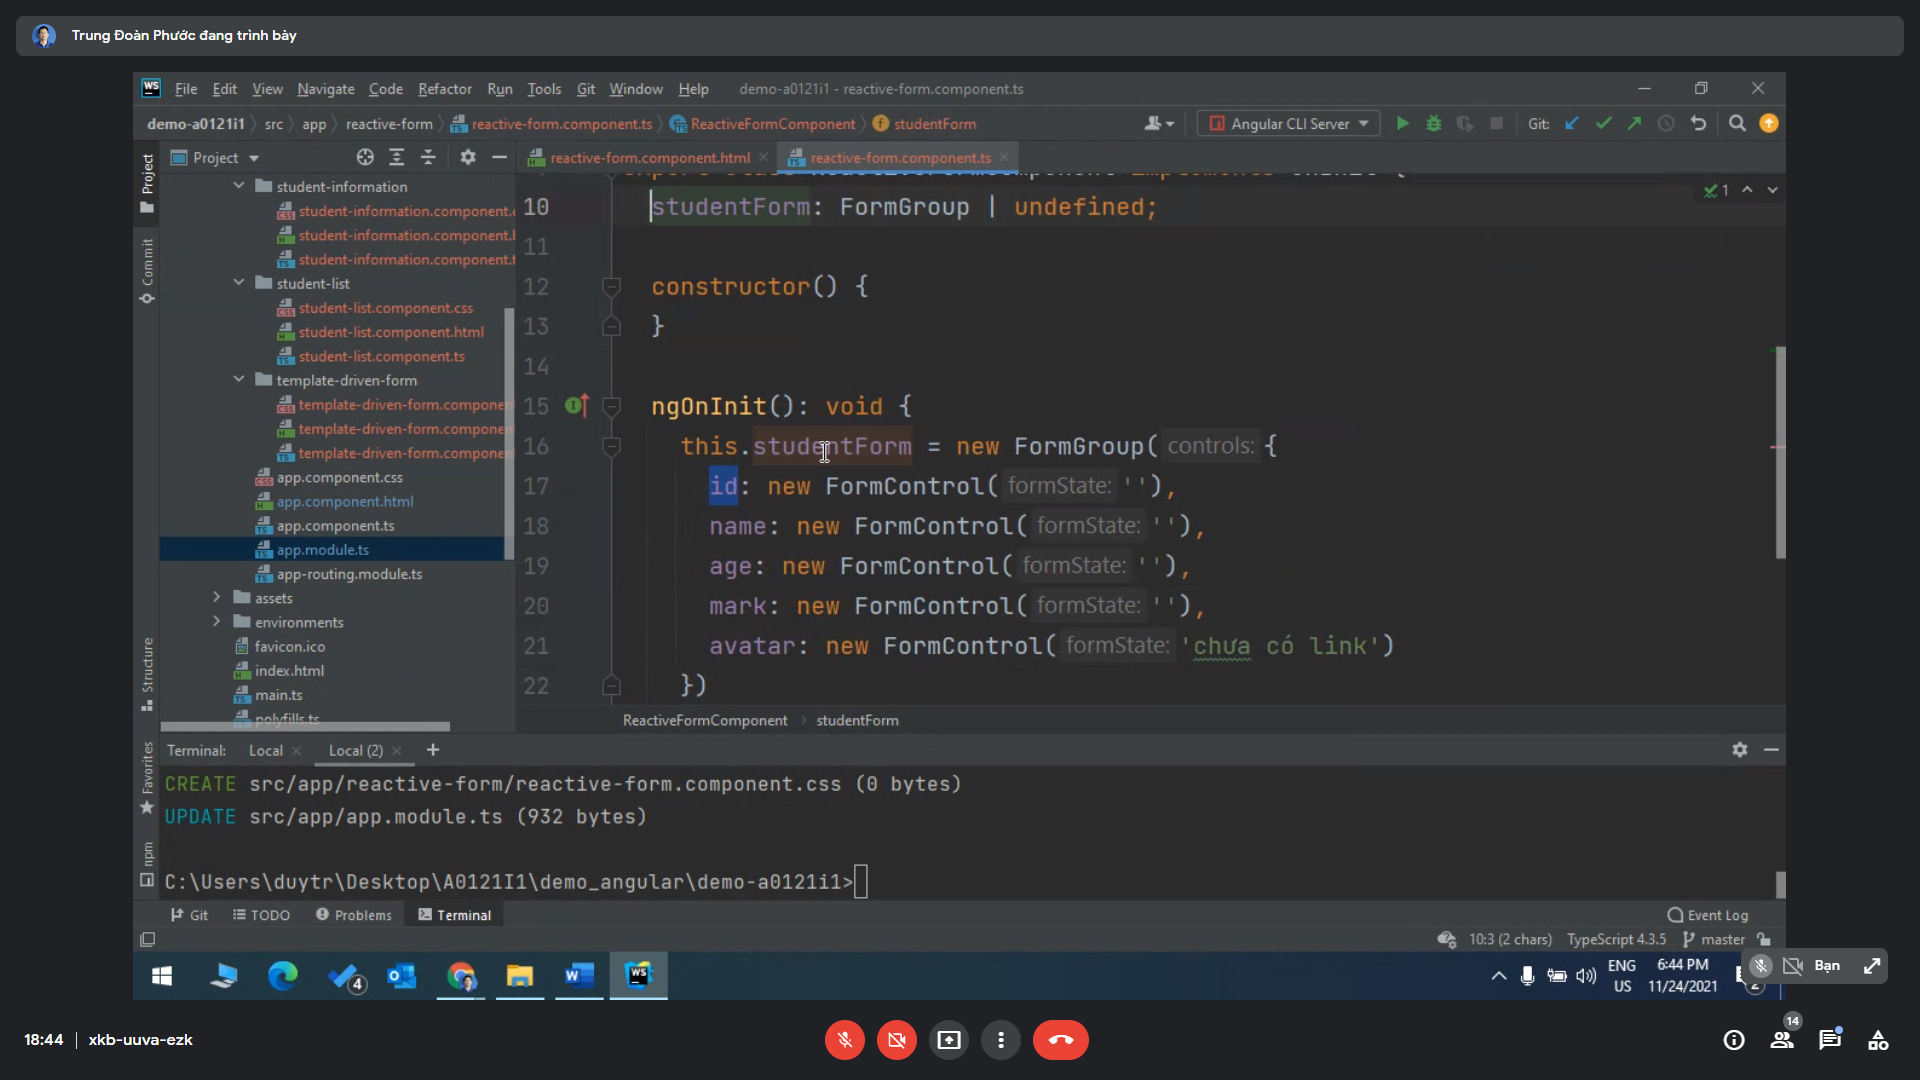 Trung Đoàn Phước đang trình bày
WS File Edit View Navigate Code Refactor Run Tools Git Window Help demo-a0121i1 - reactive-form.component.ts
demo-a0121i1 src app reactive-form reactive-form.component.ts ReactiveFormComponent studentForm Angular CLI Server Git:
Project
reactive-form.component.html reactive-form.component.ts
Project
Commit
Structure
Favorites
npm
student-information
student-information.component.
student-information.component.
student-information.component.
student-list
student-list.component.css
student-list.component.html
student-list.component.ts
template-driven-form
template-driven-form.componen
template-driven-form.componen
template-driven-form.componen
app.component.css
app.component.html
app.component.ts
app.module.ts
app-routing.module.ts
assets
environments
favicon.ico
index.html
main.ts
polyfills.ts
1
10 studentForm: FormGroup | undefined;
11
12 constructor() {
13 }
14
15 ngOnInit(): void {
16 this.studentForm = new FormGroup( controls: {
17 id: new FormControl( formState: ''),
18 name: new FormControl( formState: ''),
19 age: new FormControl( formState: ''),
20 mark: new FormControl( formState: ''),
21 avatar: new FormControl( formState: 'chưa có link')
22 })
ReactiveFormComponent studentForm
Terminal: Local Local (2)
CREATE src/app/reactive-form/reactive-form.component.css (0 bytes)
UPDATE src/app/app.module.ts (932 bytes)
C:\Users\duytr\Desktop\A0121I1\demo_angular\demo-a0121i1>
Git TODO Problems Terminal Event Log
10:3 (2 chars) TypeScript 4.3.5 master
4 WS ENG US 6:44 PM 11/24/2021 2
Bạn
18:44 | xkb-uuva-ezk
14